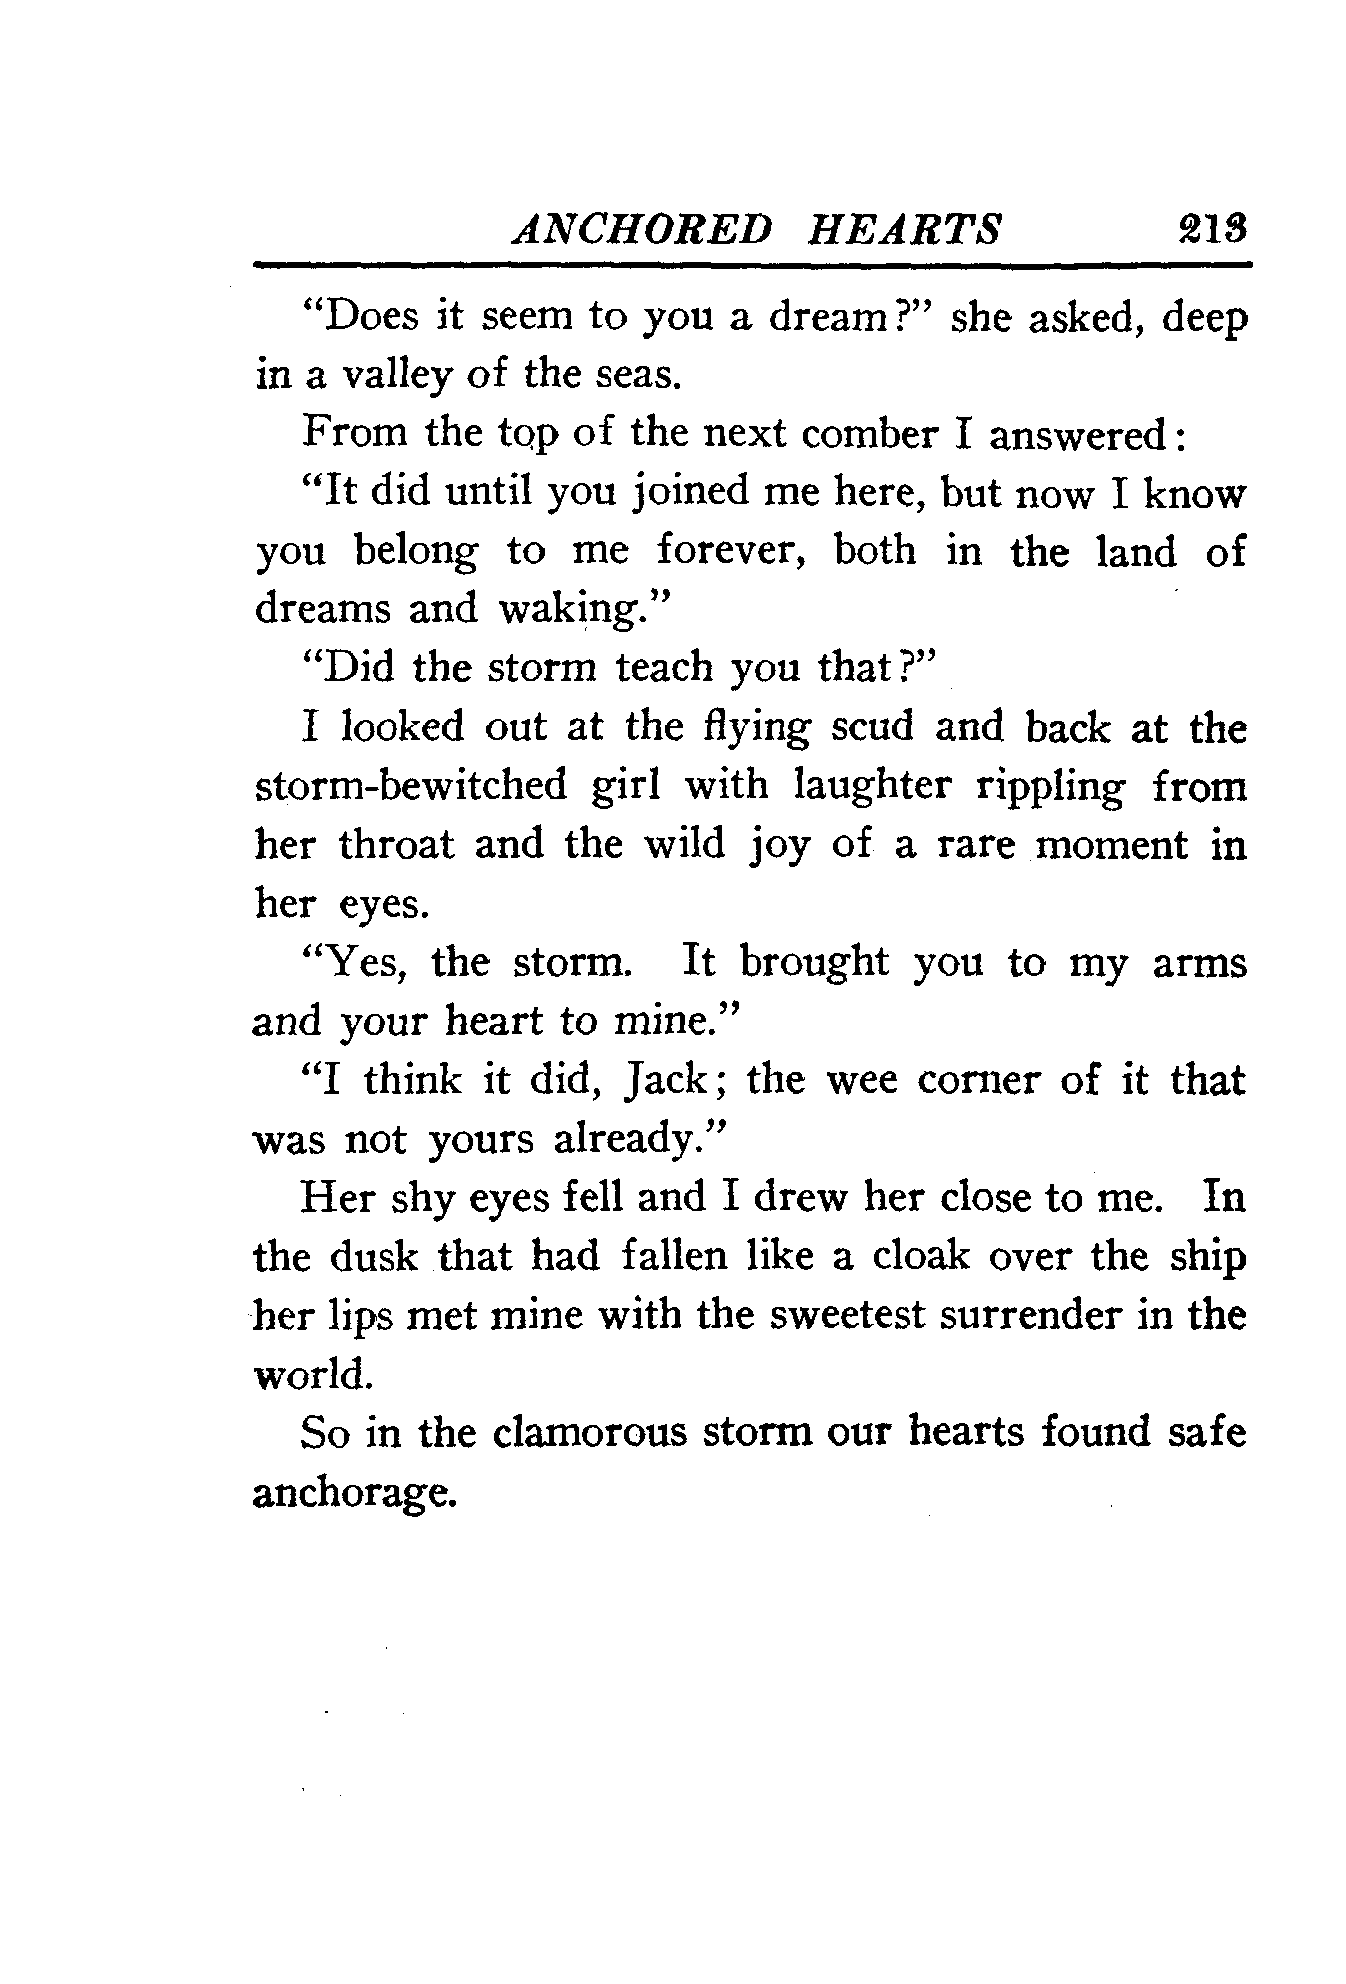 ANCHORED HEARTS 213
"Does it seem to you a dream?" she asked, deep
in a valley of the seas.
From the top of the next comber I answered:
"It did until you joined me here, but now I know
you belong to me forever, both in the land of
dreams and waking."
"Did the storm teach you that?"
I looked out at the flying scud and back at the
storm-bewitched girl with laughter rippling from
her throat and the wild joy of a rare moment in
her eyes.
"Yes, the storm. It brought you to my arms
and your heart to mine."
"I think it did, Jack; the wee corner of it that
was not yours already."
Her shy eyes fell and I drew her close to me. In
the dusk that had fallen like a cloak over the ship
her lips met mine with the sweetest surrender in the
world.
So in the clamorous storm our hearts found safe
anchorage.